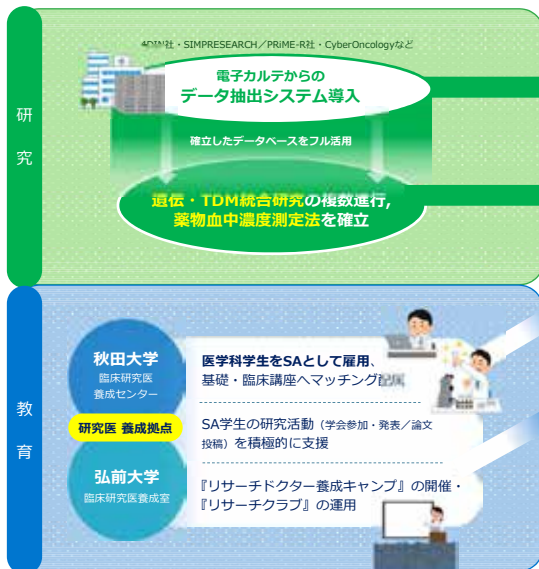 4DIN社・SIMPRESEARCH／PRiME-R社・CyberOncologyなど
電子カルテからの
データ抽出システム導入
確立したデータベースをフル活用
遺伝・TDM統合研究の複数進行,
薬物血中濃度測定法を確立
研
究
秋田大学
臨床研究医
養成センター
研究医 養成拠点
弘前大学
臨床研究医養成室
医学科学生をSAとして雇用、
基礎・臨床講座へマッチング配属
SA学生の研究活動（学会参加・発表／論文
投稿）を積極的に支援
『リサーチドクター養成キャンプ』の開催・
『リサーチクラブ』の運用
教
育